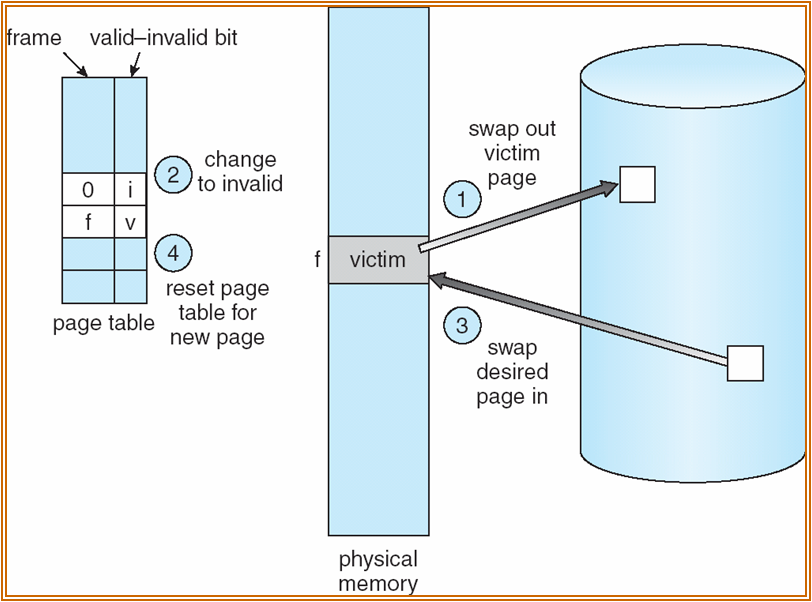 frame
valid–invalid bit
0
i
f
v
2
change
to invalid
4
reset page
table for
new page
page table
f
victim
physical
memory
1
swap out
victim
page
3
swap
desired
page in